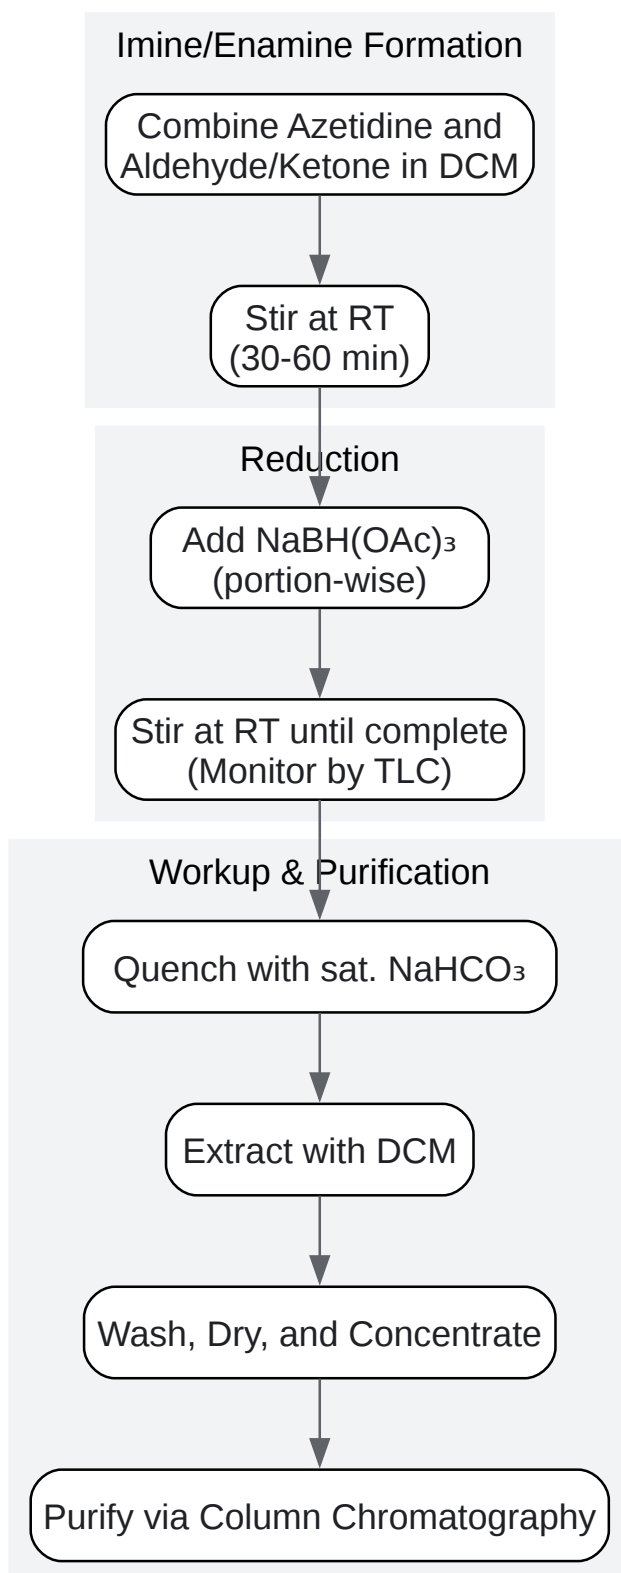 Imine/Enamine Formation
Combine Azetidine and
Aldehyde/Ketone in DCM
Stir at RT
(30-60 min)
Reduction
Add NaBH(OAc)₃
(portion-wise)
Stir at RT until complete
(Monitor by TLC)
Workup & Purification
Quench with sat. NaHCO₃
Extract with DCM
Wash, Dry, and Concentrate
Purify via Column Chromatography